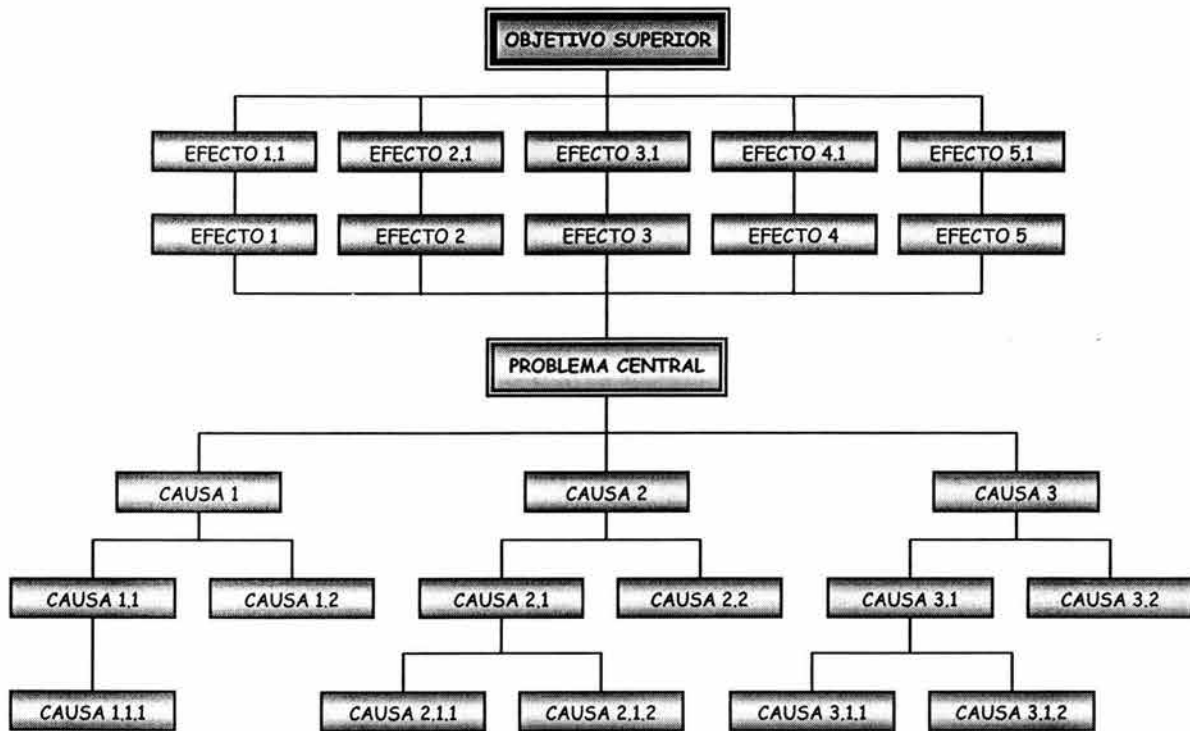 OBJETIVO SUPERIOR
EFECTO 1.1
EFECTO 2.1
EFECTO 3.1
EFECTO 4.1
EFECTO 5.1
EFECTO 1
EFECTO 2
EFECTO 3
EFECTO 4
EFECTO 5
PROBLEMA CENTRAL
CAUSA 1
CAUSA 2
CAUSA 3
CAUSA 1.1
CAUSA 1.2
CAUSA 2.1
CAUSA 2.2
CAUSA 3.1
CAUSA 3.2
CAUSA 1.1.1
CAUSA 2.1.1
CAUSA 2.1.2
CAUSA 3.1.1
CAUSA 3.1.2